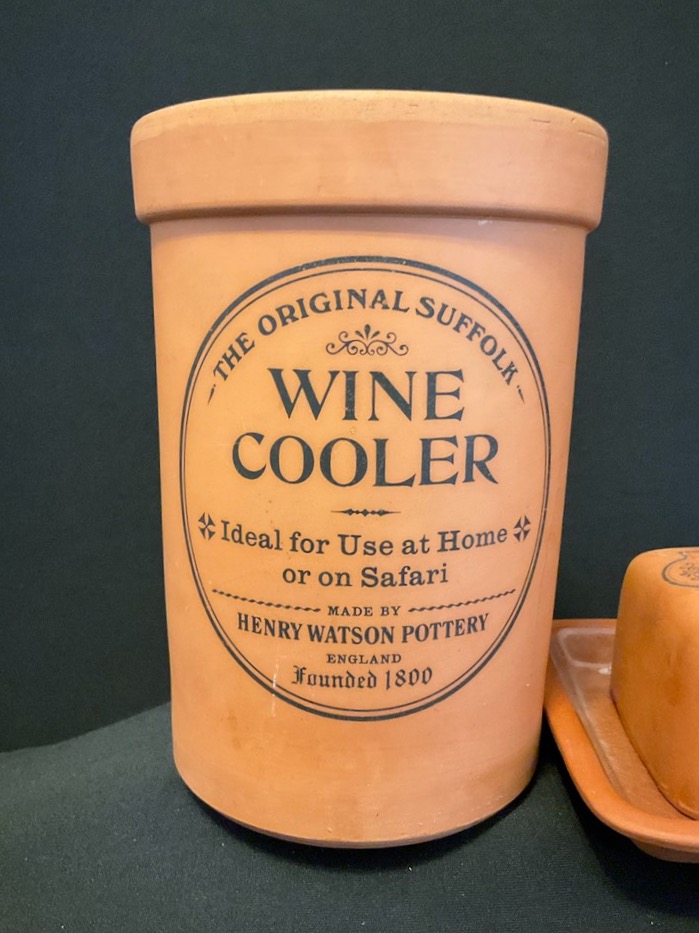 THE ORIGINAL SUFFOLK
WINE
COOLER
Ideal for Use at Home
or on Safari
MADE BY
HENRY WATSON POTTERY
ENGLAND
Founded 1800